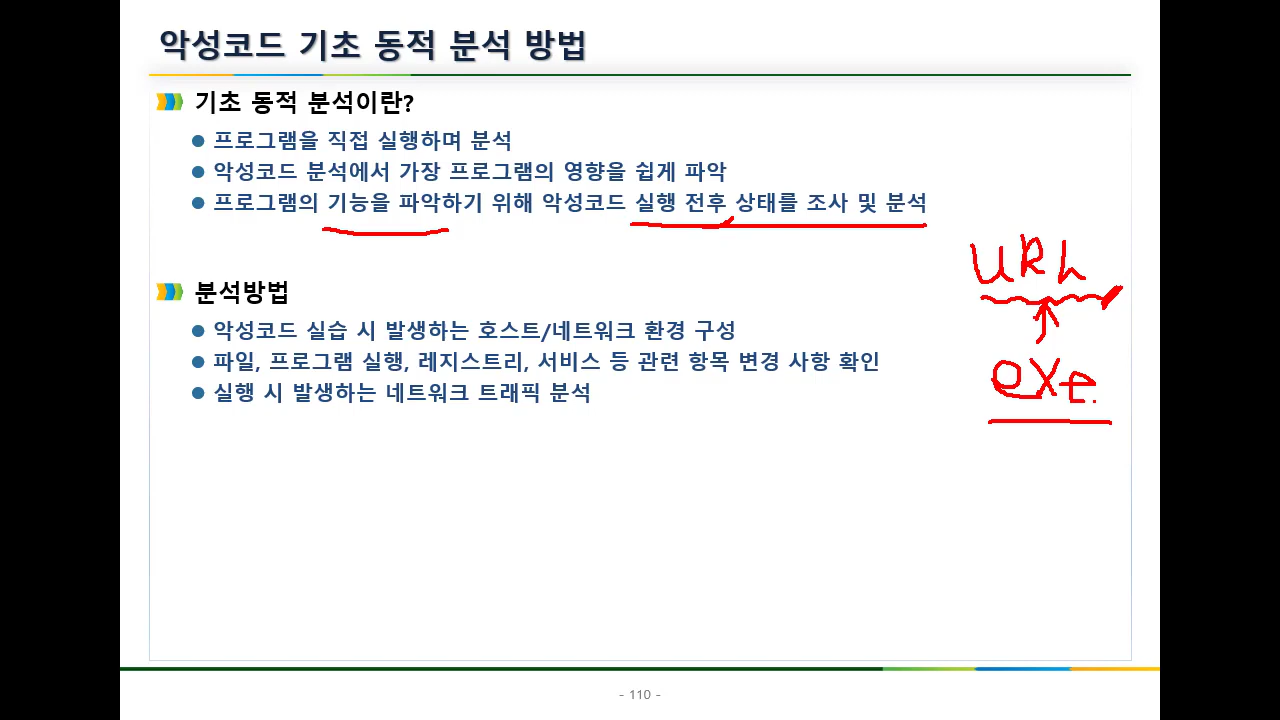 악성코드 기초 동적 분석 방법
기초 동적 분석이란?
프로그램을 직접 실행하며 분석
악성코드 분석에서 가장 프로그램의 영향을 쉽게 파악
프로그램의 기능을 파악하기 위해 악성코드 실행 전후 상태를 조사 및 분석
URL
exe.
분석방법
악성코드 실습 시 발생하는 호스트/네트워크 환경 구성
파일, 프로그램 실행, 레지스트리, 서비스 등 관련 항목 변경 사항 확인
실행 시 발생하는 네트워크 트래픽 분석
- 110 -